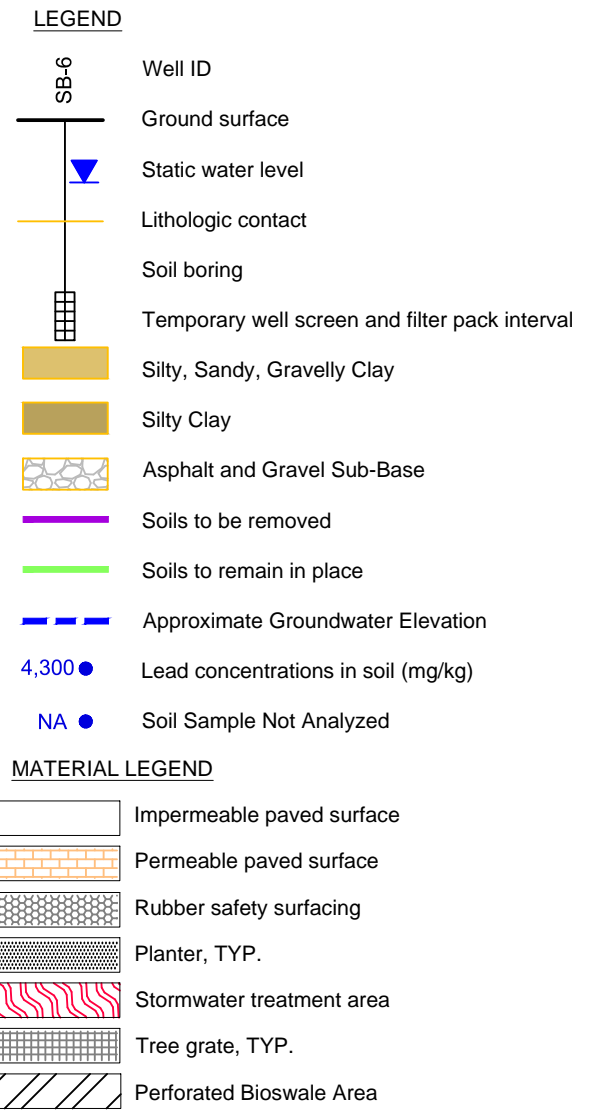 LEGEND
SB-6
Well ID
Ground surface
Static water level
Lithologic contact
Soil boring
Temporary well screen and filter pack interval
Silty, Sandy, Gravelly Clay
Silty Clay
Asphalt and Gravel Sub-Base
Soils to be removed
Soils to remain in place
Approximate Groundwater Elevation
4,300
Lead concentrations in soil (mg/kg)
NA
Soil Sample Not Analyzed
MATERIAL LEGEND
Impermeable paved surface
Permeable paved surface
Rubber safety surfacing
Planter, TYP.
Stormwater treatment area
Tree grate, TYP.
Perforated Bioswale Area